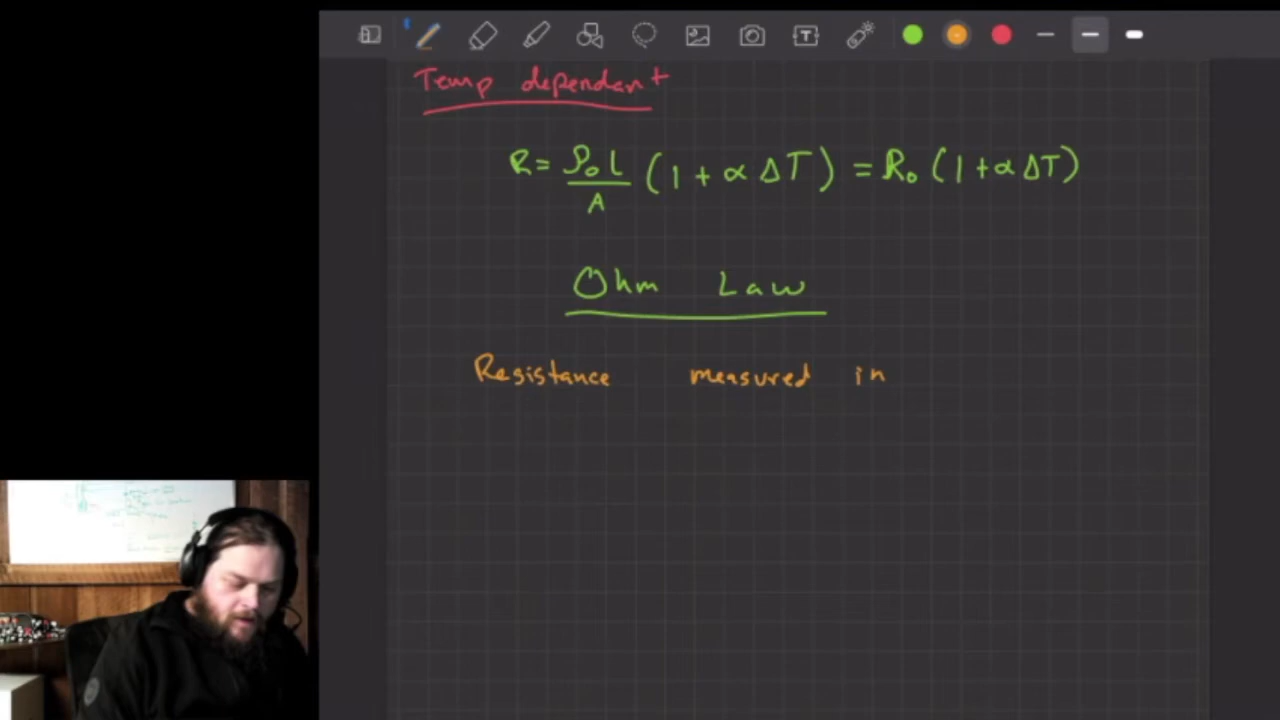 Temp dependant
R = ρ₀L/A (1 + α ΔT) = R₀ (1 + α ΔT)
Ohm Law
Resistance measured in